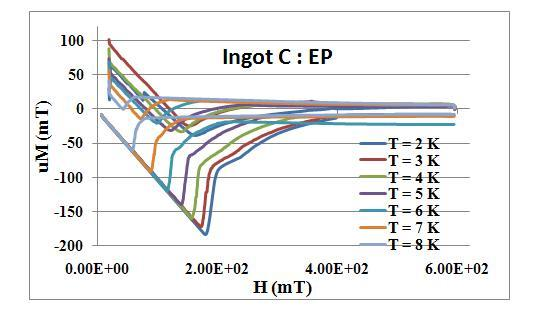 Ingot C : EP
100
50
0
-50
-100
-150
-200
uM (mT)
0.00E+00 2.00E+02 4.00E+02 6.00E+02
H (mT)
T = 2 K
T = 3 K
T = 4 K
T = 5 K
T = 6 K
T = 7 K
T = 8 K